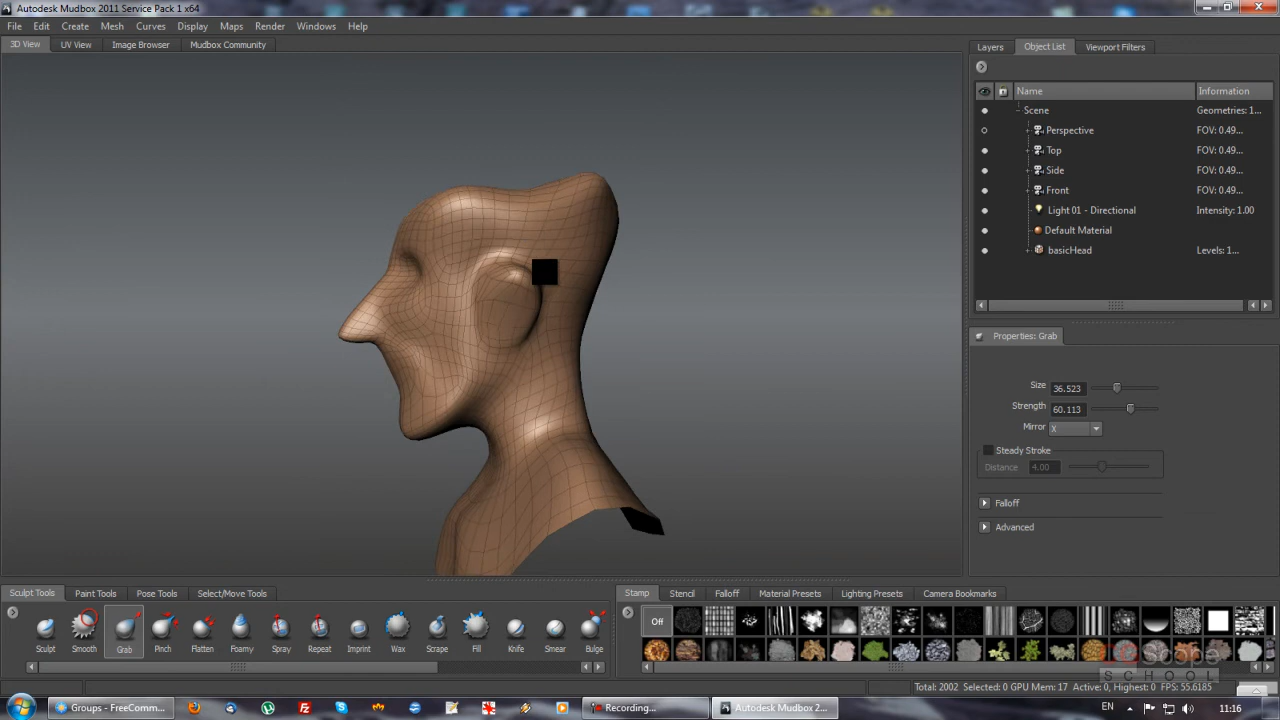 Autodesk Mudbox 2011 Service Pack 1 x64
File Edit Create Mesh Curves Display Maps Render Windows Help
3D View UV View Image Browser Mudbox Community
Layers Object List Viewport Filters
Name Information
Scene Geometries: 1...
Perspective FOV: 0.49...
Top FOV: 0.49...
Side FOV: 0.49...
Front FOV: 0.49...
Light 01 - Directional Intensity: 1.00
Default Material
basicHead Levels: 1...
Properties: Grab
Size 36.523
Strength 60.113
Mirror X
Steady Stroke
Distance 4.00
Falloff
Advanced
Sculpt Tools Paint Tools Pose Tools Select/Move Tools
Stamp Stencil Falloff Material Presets Lighting Presets Camera Bookmarks
Off
Sculpt Smooth Grab Pinch Flatten Foamy Spray Repeat Imprint Wax Scrape Fill Knife Smear Bulge
SCHOOL
Total: 2002 Selected: 0 GPU Mem: 17 Active: 0, Highest: 0 FPS: 55.6185
Groups - FreeComm... Recording... Autodesk Mudbox 2... EN 11:16